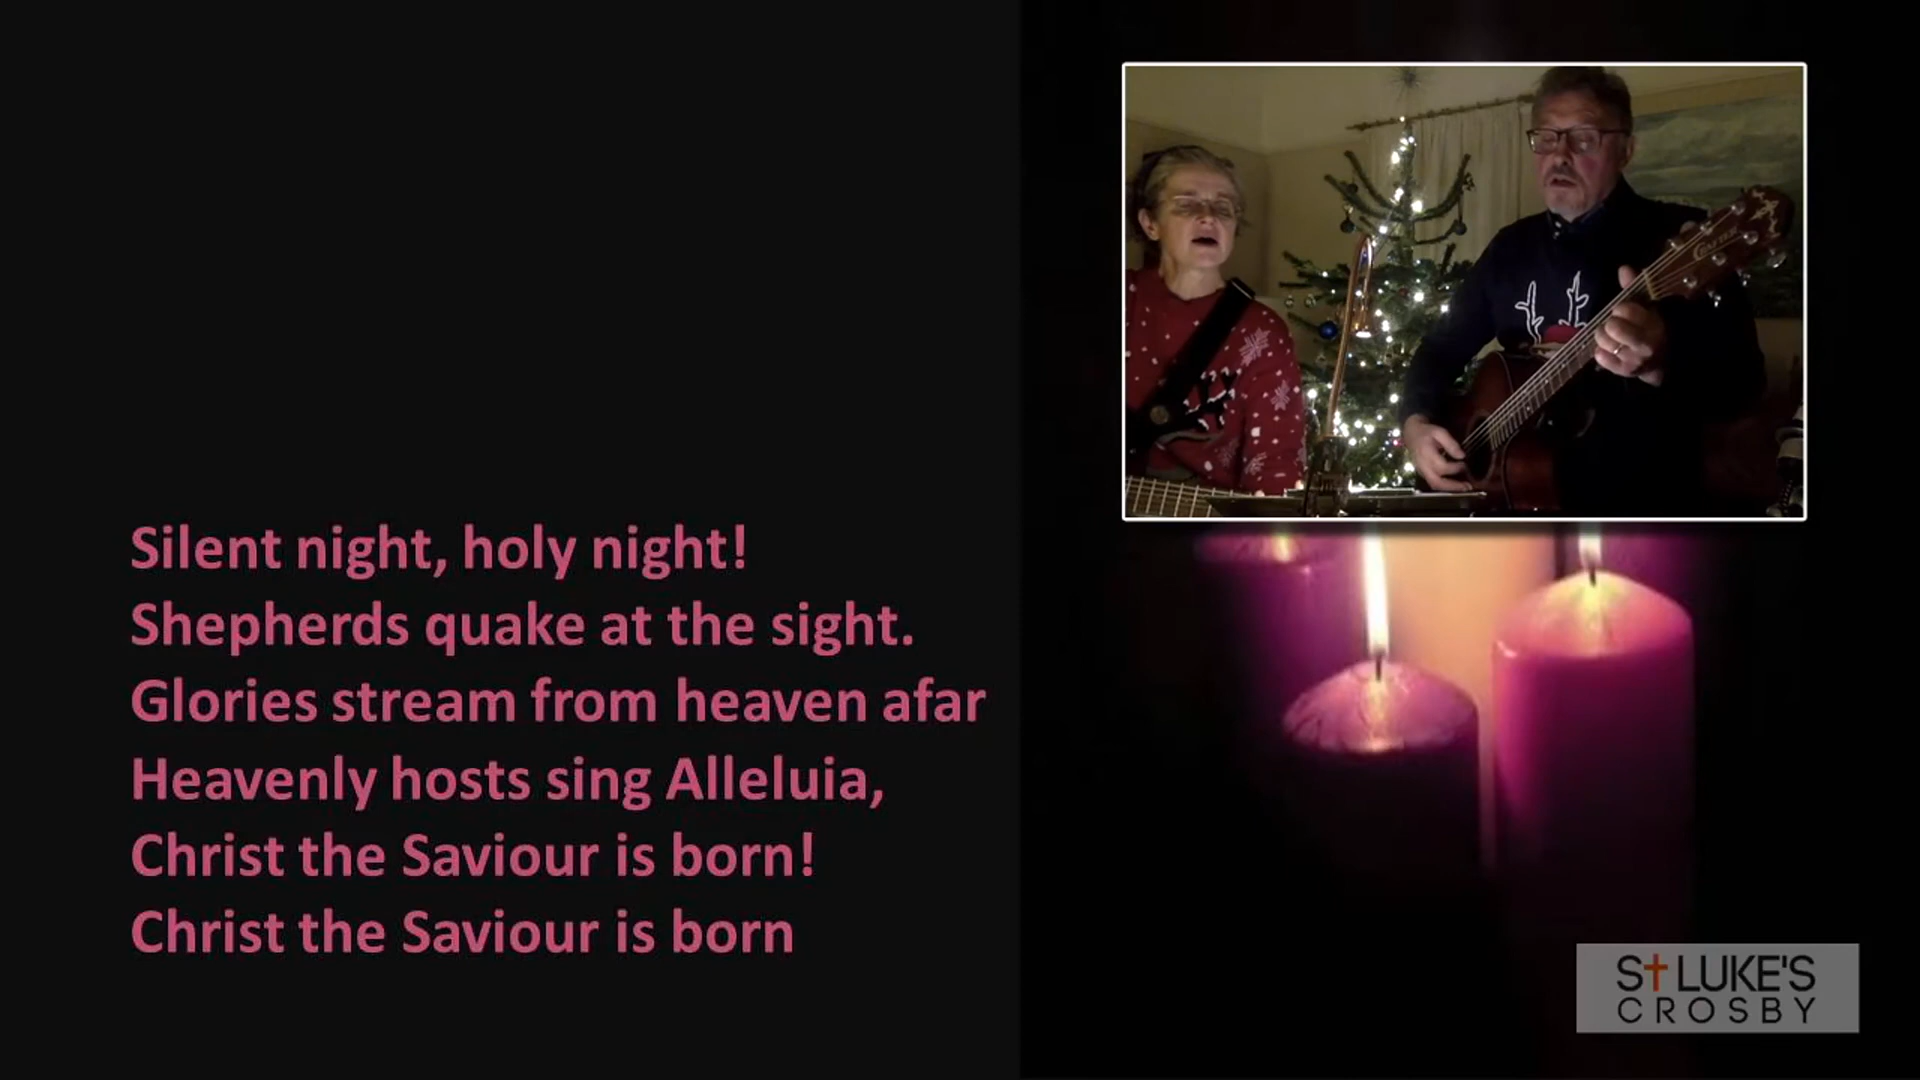 Silent night, holy night!
Shepherds quake at the sight.
Glories stream from heaven afar
Heavenly hosts sing Alleluia,
Christ the Saviour is born!
Christ the Saviour is born
CRAFTER
St LUKE'S
CROSBY